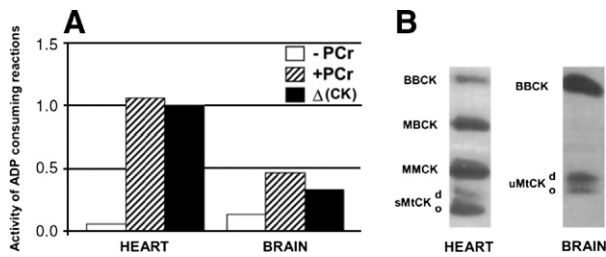 A
Activity of ADP consuming reactions
1.5
1.0
0.5
0.0
- PCr
+PCr
Δ(CK)
HEART
BRAIN
B
BBCK
MBCK
MMCK
sMtCK d
o
HEART
BBCK
uMtCK d
o
BRAIN